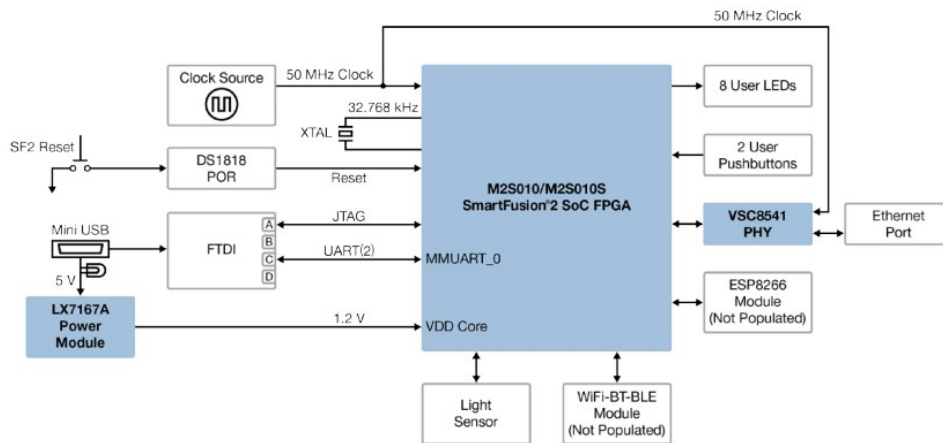 50 MHz Clock
Clock Source
50 MHz Clock
8 User LEDs
32.768 kHz
XTAL
SF2 Reset
DS1818
POR
Reset
2 User
Pushbuttons
M2S010/M2S010S
SmartFusion®2 SoC FPGA
Mini USB
FTDI
A
B
C
D
JTAG
UART(2)
MMUART_0
VSC8541
PHY
Ethernet
Port
5 V
LX7167A
Power
Module
1.2 V
VDD Core
ESP8266
Module
(Not Populated)
Light
Sensor
WiFi-BT-BLE
Module
(Not Populated)